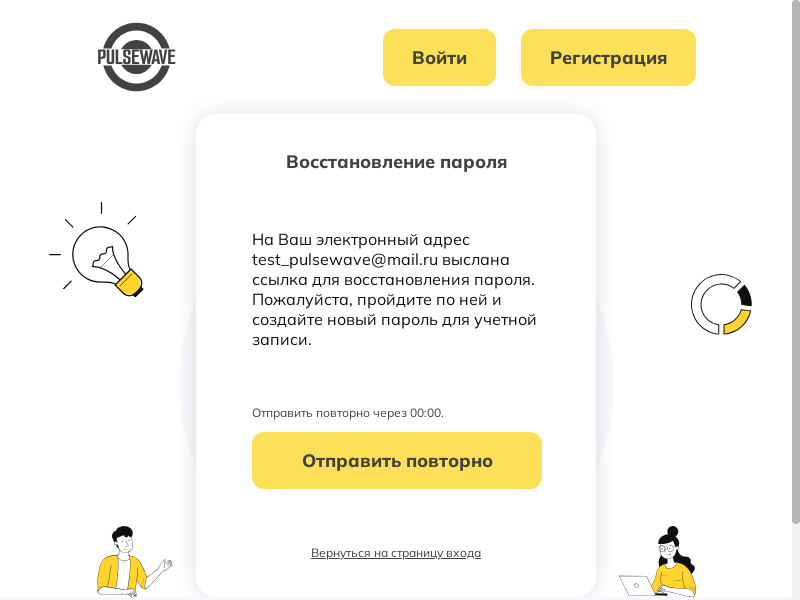 PULSEWAVE
Войти
Регистрация
Восстановление пароля
На Ваш электронный адрес
test_pulsewave@mail.ru выслана
ссылка для восстановления пароля.
Пожалуйста, пройдите по ней и
создайте новый пароль для учетной
записи.
Отправить повторно через 00:00.
Отправить повторно
Вернуться на страницу входа